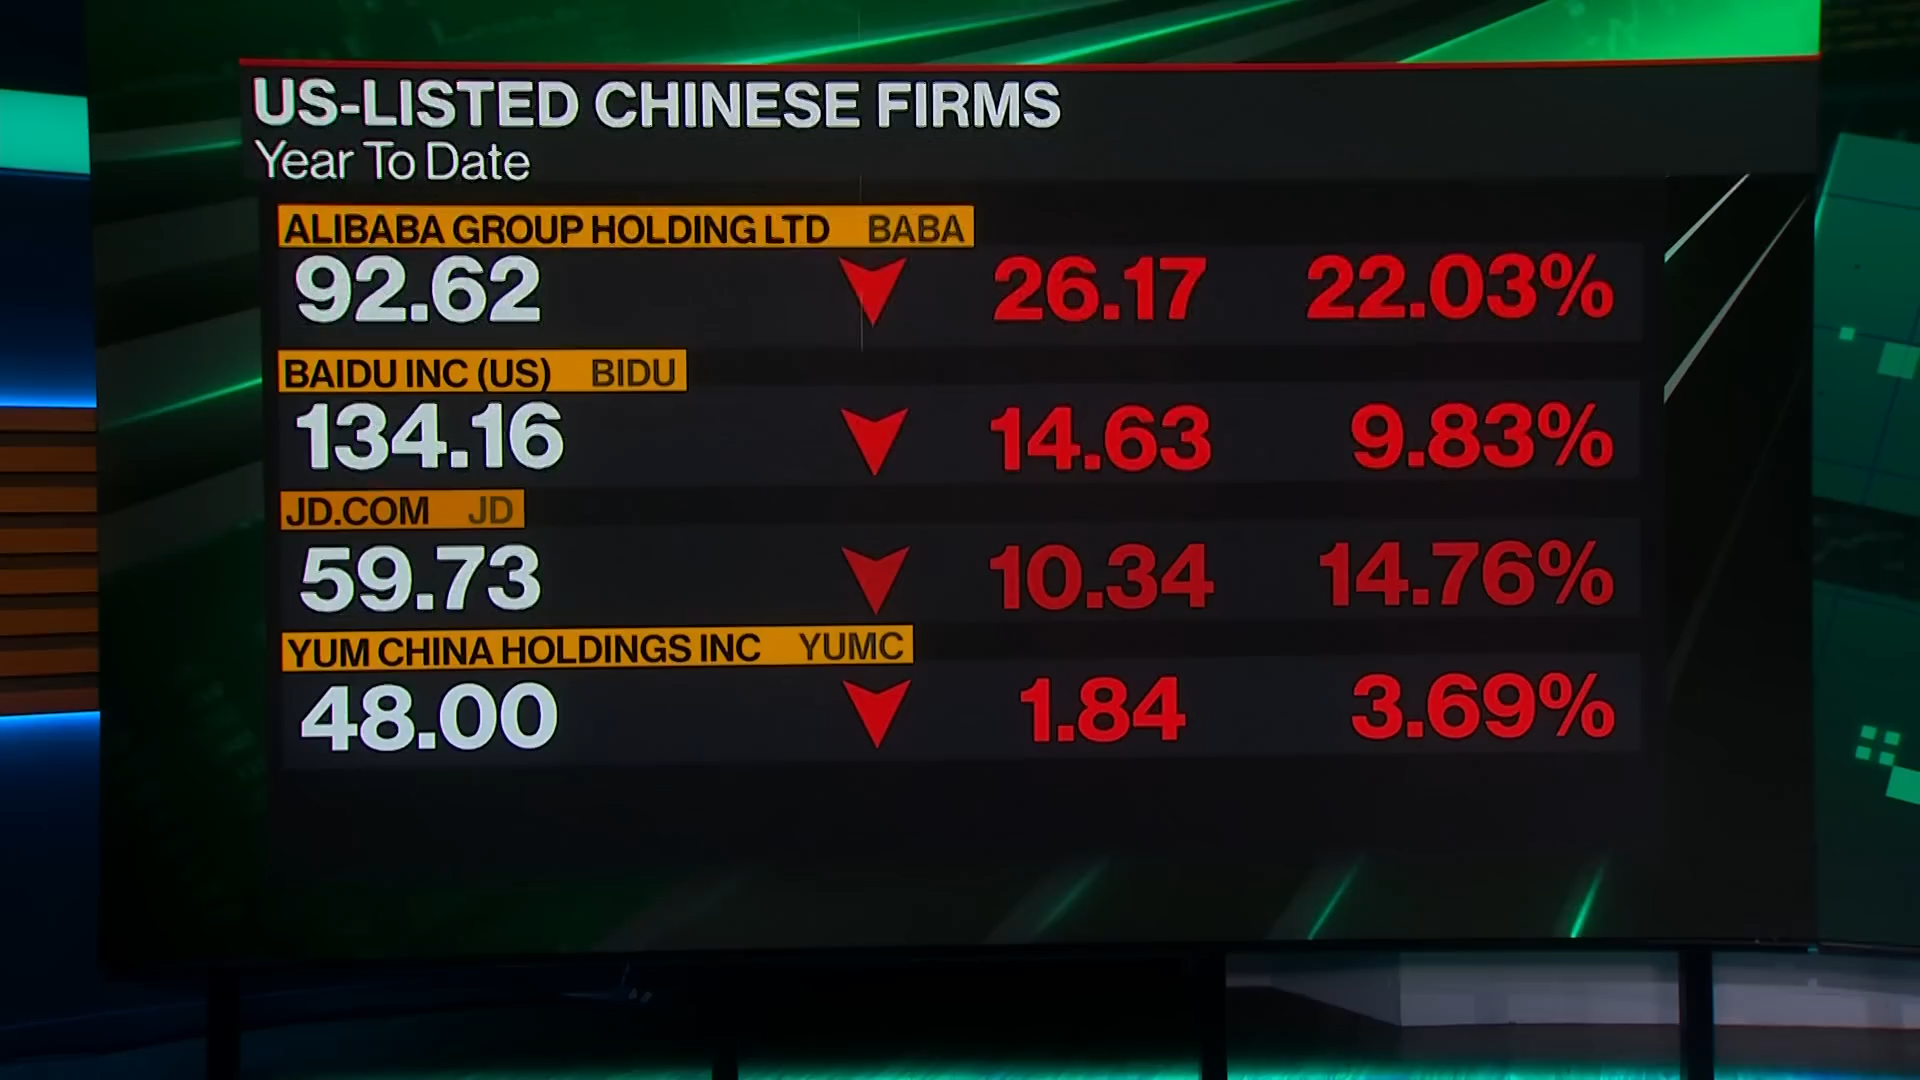 US-LISTED CHINESE FIRMS
Year To Date
ALIBABA GROUP HOLDING LTD BABA
92.62 26.17 22.03%
BAIDU INC (US) BIDU
134.16 14.63 9.83%
JD.COM JD
59.73 10.34 14.76%
YUM CHINA HOLDINGS INC YUMC
48.00 1.84 3.69%